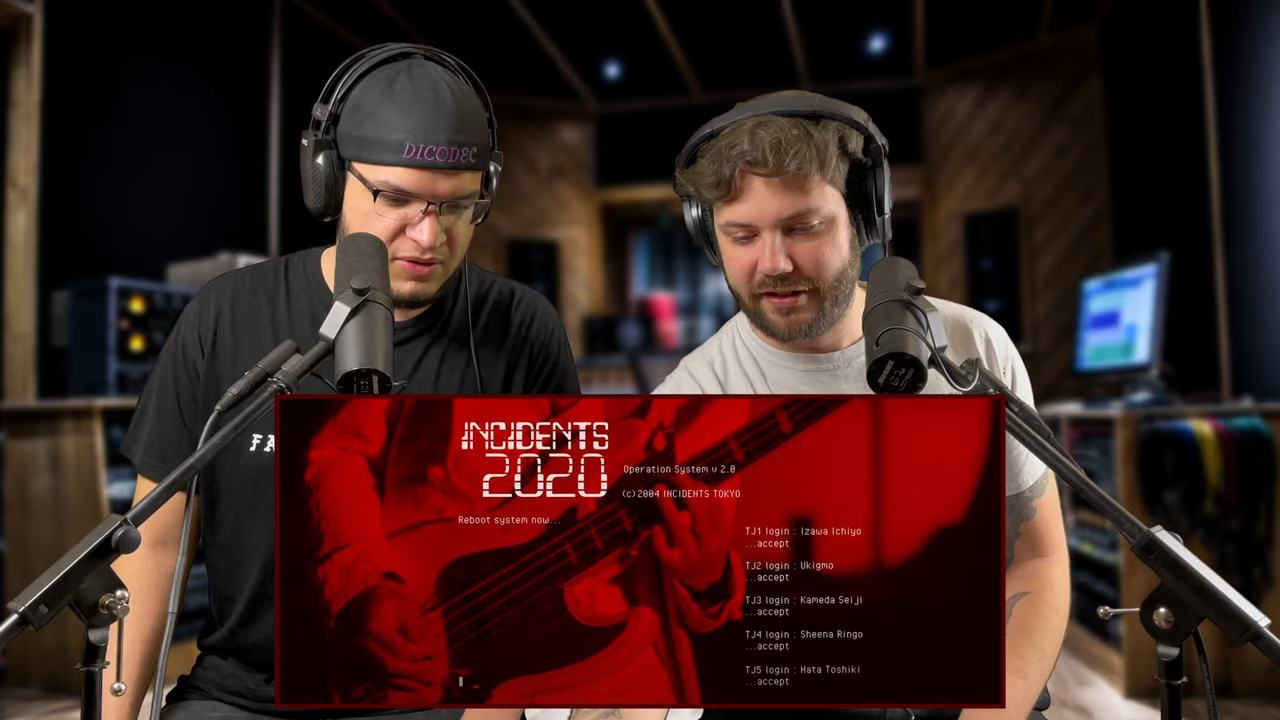 DICODEC
FA
INCIDENTS
2020
Operation System v 2.0
(c)2004 INCIDENTS TOKYO
Reboot system now...
TJ1 login : Izawa Ichiyo
...accept
TJ2 login : Ukigmo
...accept
TJ3 login : Kameda Seiji
...accept
TJ4 login : Sheena Ringo
...accept
TJ5 login : Hata Toshiki
...accept